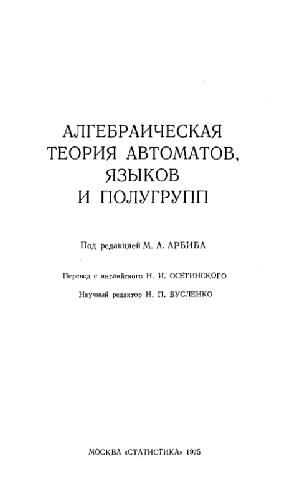 АЛГЕБРАИЧЕСКАЯ
ТЕОРИЯ АВТОМАТОВ,
ЯЗЫКОВ
И ПОЛУГРУПП
Под редакцией М. А. АРБИБА
Перевод с английского Н. И. ОСЕТИНСКОГО
Научный редактор Н. П. БУСЛЕНКО
МОСКВА «СТАТИСТИКА» 1975